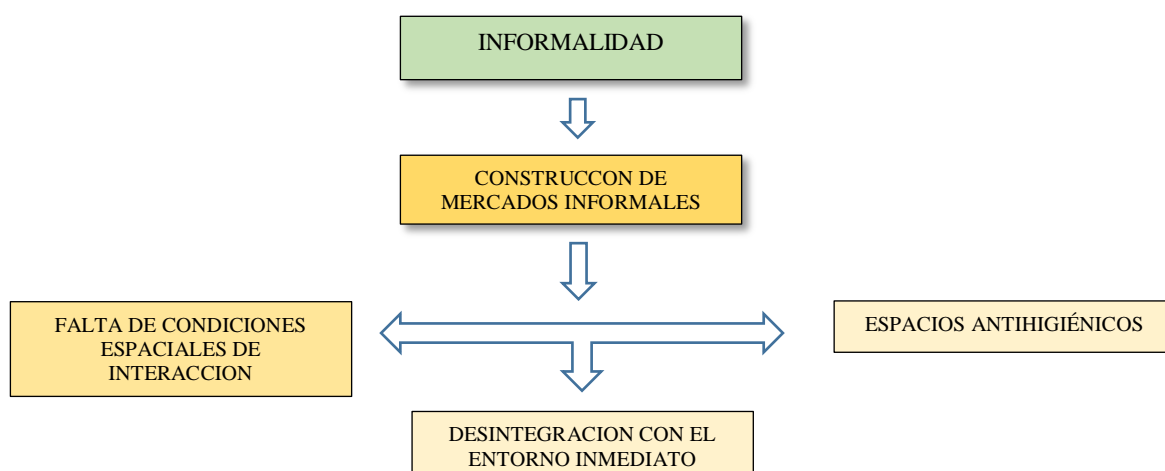 INFORMALIDAD
CONSTRUCCON DE
MERCADOS INFORMALES
FALTA DE CONDICIONES
ESPACIALES DE
INTERACCION
ESPACIOS ANTIHIGIÉNICOS
DESINTEGRACION CON EL
ENTORNO INMEDIATO